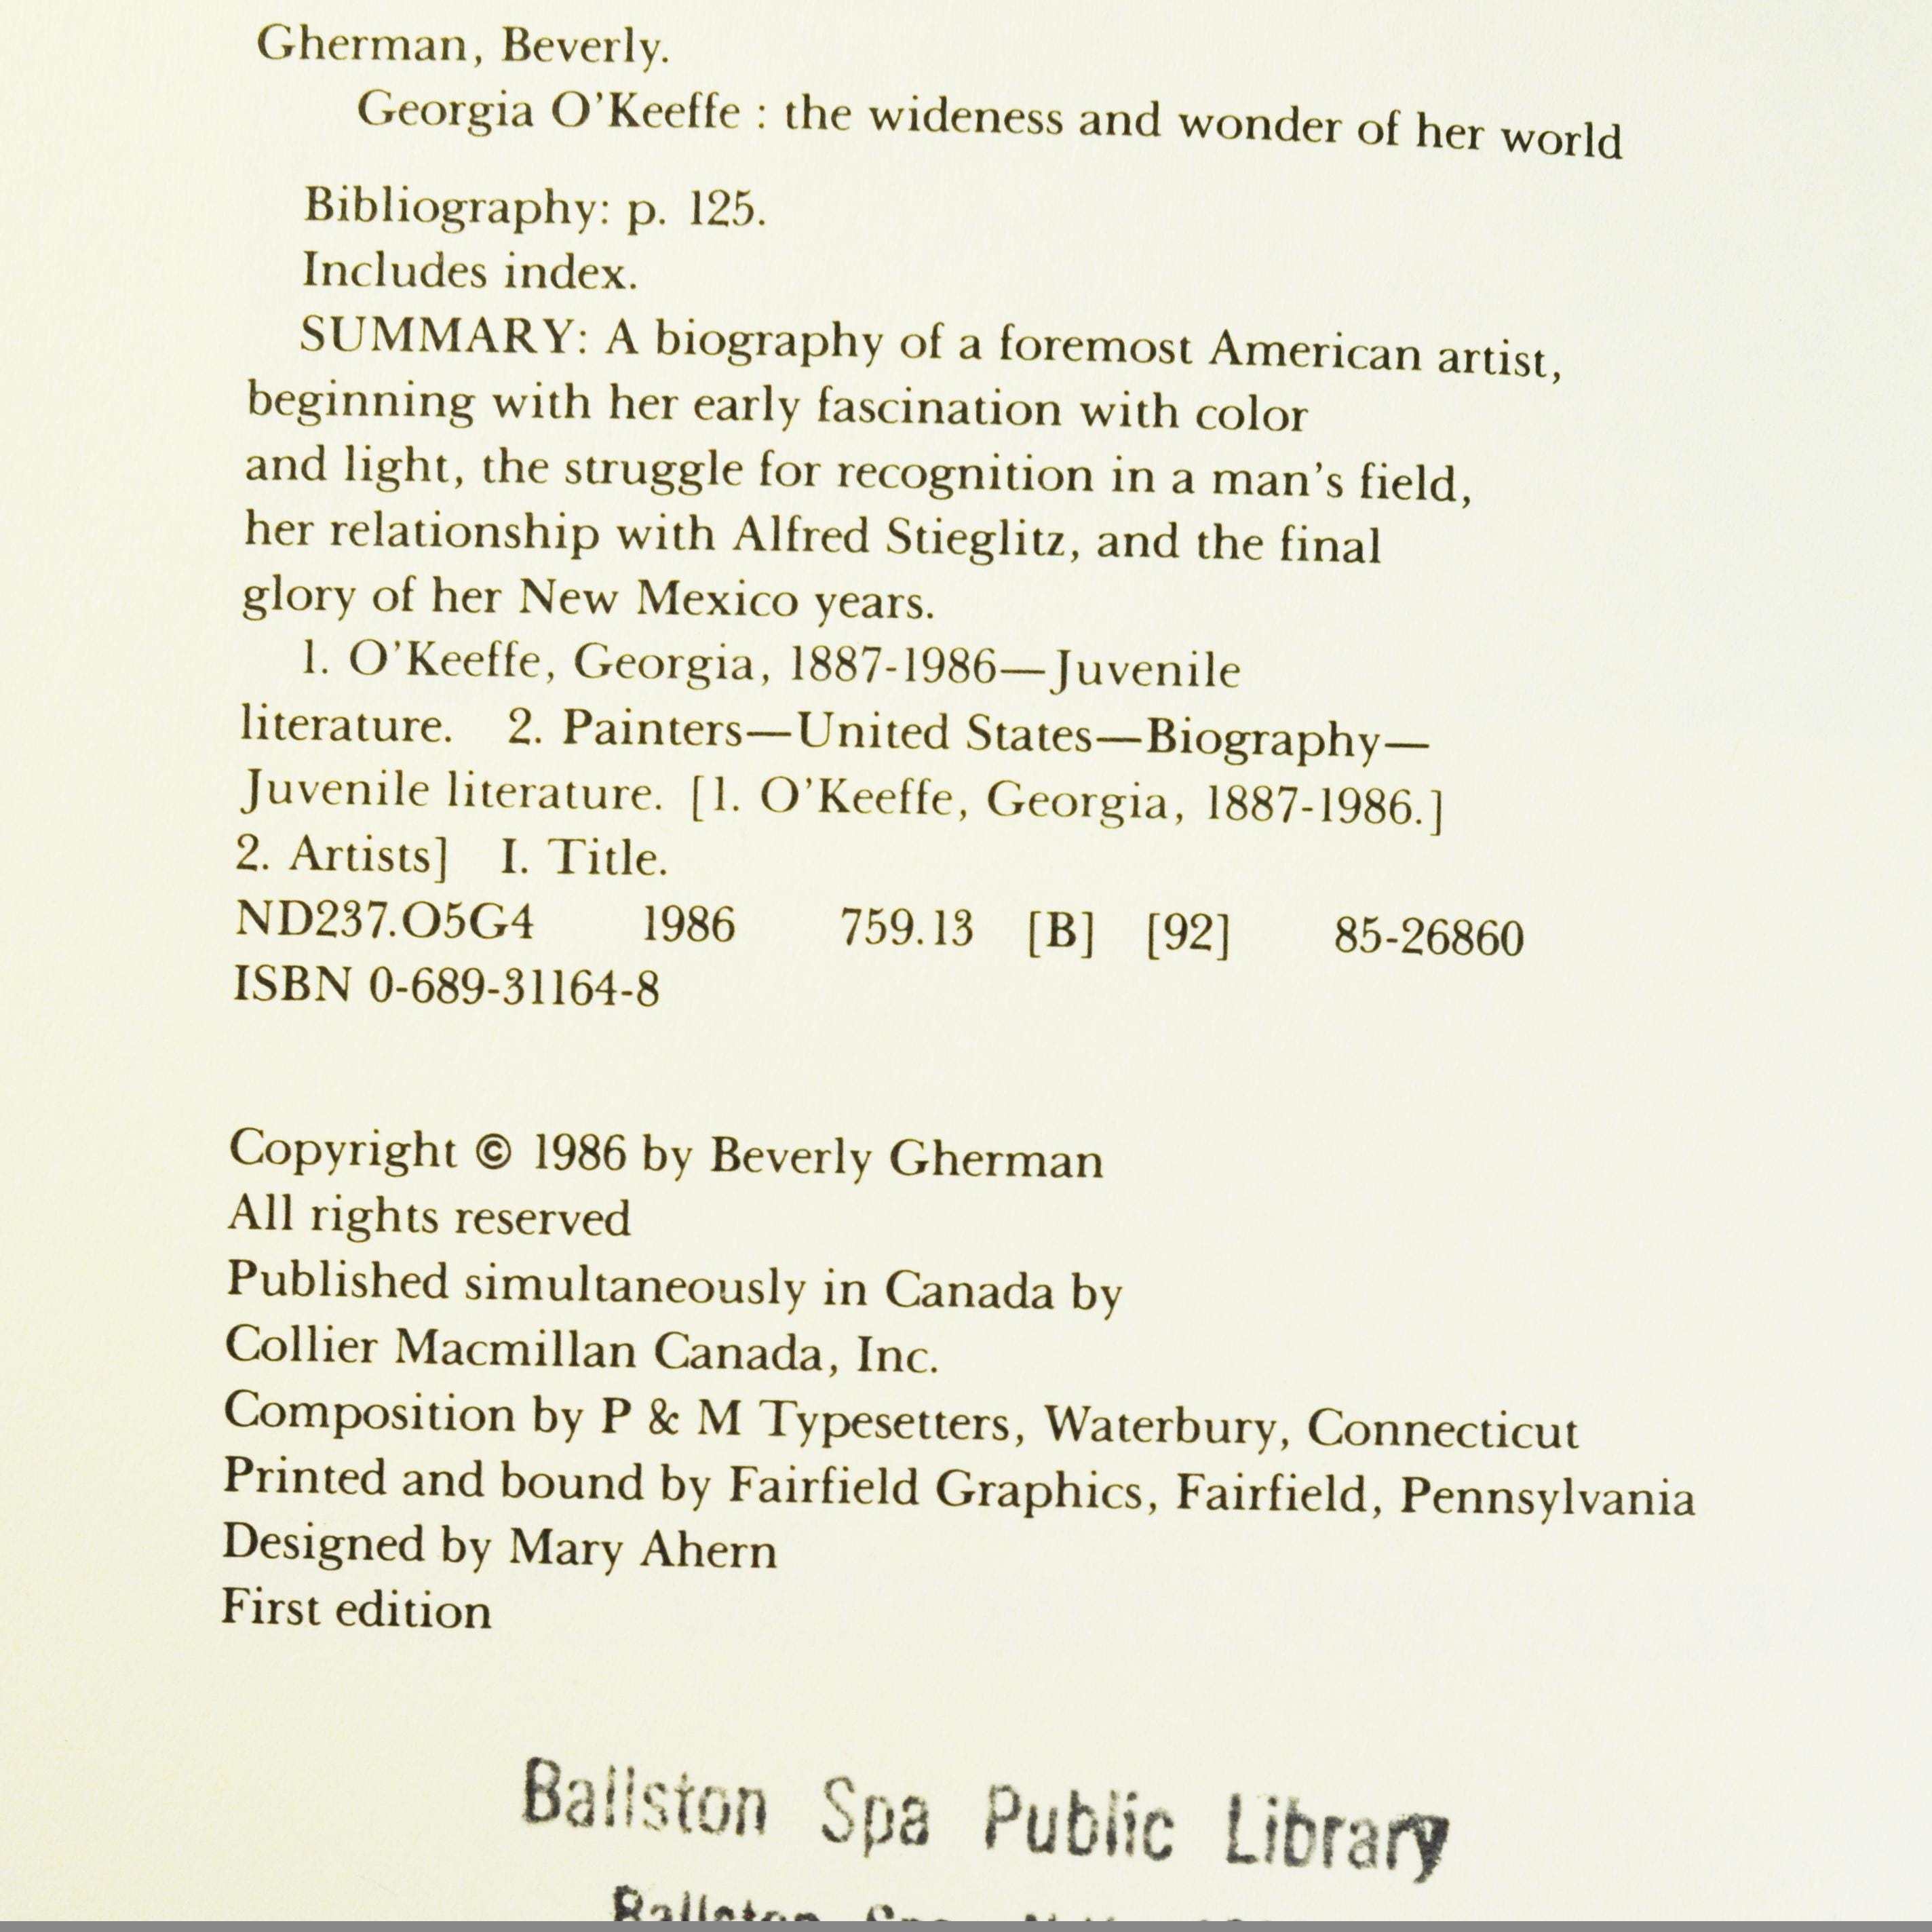 Gherman, Beverly.
Georgia O'Keeffe : the wideness and wonder of her world
Bibliography: p. 125.
Includes index.
SUMMARY: A biography of a foremost American artist,
beginning with her early fascination with color
and light, the struggle for recognition in a man's field,
her relationship with Alfred Stieglitz, and the final
glory of her New Mexico years.
1. O'Keeffe, Georgia, 1887-1986—Juvenile
literature. 2. Painters—United States—Biography—
Juvenile literature. [1. O'Keeffe, Georgia, 1887-1986.]
2. Artists] I. Title.
ND237.O5G4 1986 759.13 [B] [92] 85-26860
ISBN 0-689-31164-8
Copyright © 1986 by Beverly Gherman
All rights reserved
Published simultaneously in Canada by
Collier Macmillan Canada, Inc.
Composition by P & M Typesetters, Waterbury, Connecticut
Printed and bound by Fairfield Graphics, Fairfield, Pennsylvania
Designed by Mary Ahern
First edition
Ballston Spa Public Library
Ballston Spa